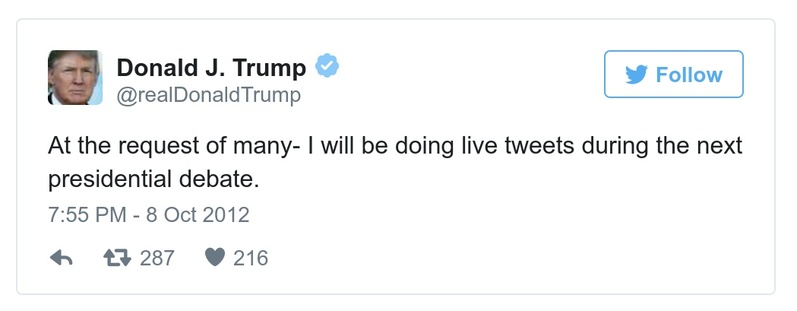 Donald J. Trump
@realDonaldTrump
Follow
At the request of many- I will be doing live tweets during the next
presidential debate.
7:55 PM - 8 Oct 2012
287 216